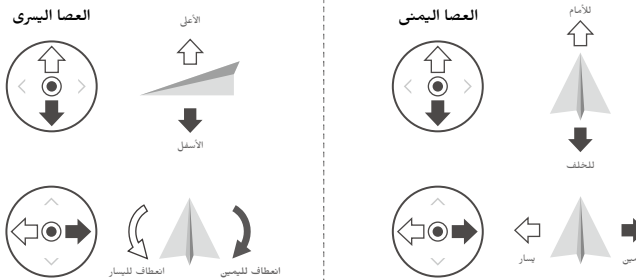 العصا اليمنى
للأمام
للخلف
يسار
العصا اليسرى
الأعلى
الأسفل
انعطاف لليمين
انعطاف لليسار